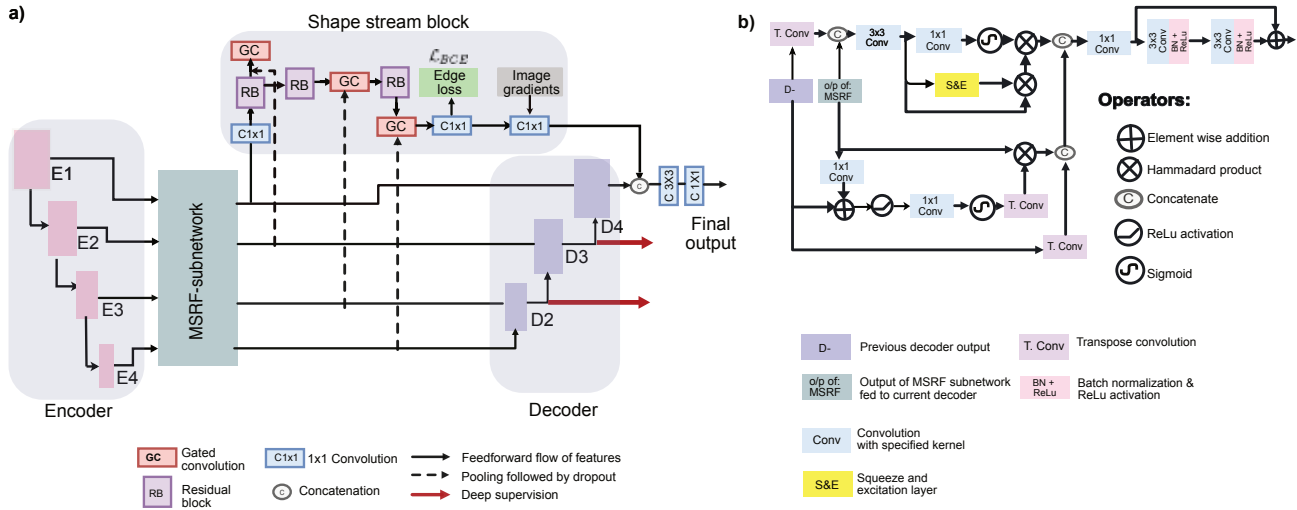 a)
Shape stream block
GC
RB
RB
GC
RB
GC
C1x1
ℒBCE
Edge
loss
Image
gradients
C1x1
C1x1
E1
E2
E3
E4
Encoder
MSRF-subnetwork
D4
D3
D2
Decoder
c
C 3X3
C 1X1
Final
output
GC
Gated
convolution
C1x1
1x1 Convolution
Feedforward flow of features
RB
Residual
block
c
Concatenation
Pooling followed by dropout
Deep supervision
b)
T. Conv
C
3x3
Conv
1x1
Conv
C
1x1
Conv
3x3
Conv
BN +
ReLu
3x3
Conv
BN +
ReLu
D-
o/p of:
MSRF
S&E
1x1
Conv
1x1
Conv
T. Conv
C
T. Conv
Operators:
Element wise addition
Hammadard product
C
Concatenate
ReLu activation
Sigmoid
D-
Previous decoder output
T. Conv
Transpose convolution
o/p of:
MSRF
Output of MSRF subnetwork
fed to current decoder
BN +
ReLu
Batch normalization &
ReLu activation
Conv
Convolution
with specified kernel
S&E
Squeeze and
excitation layer